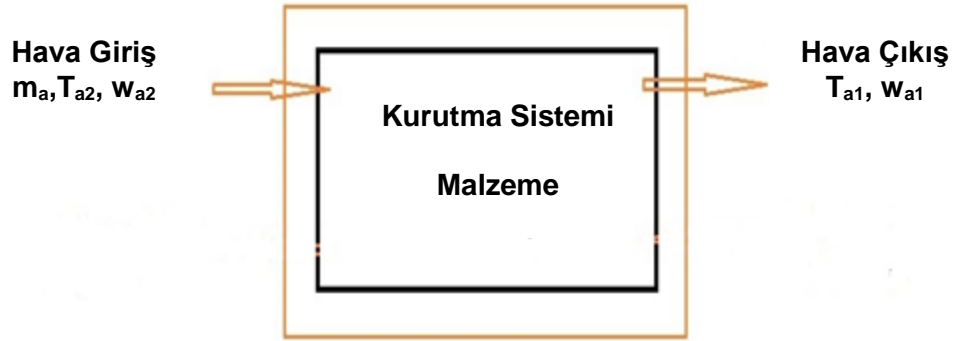 Hava Giriş
ma,Ta2, wa2
Hava Çıkış
Ta1, wa1
Kurutma Sistemi
Malzeme